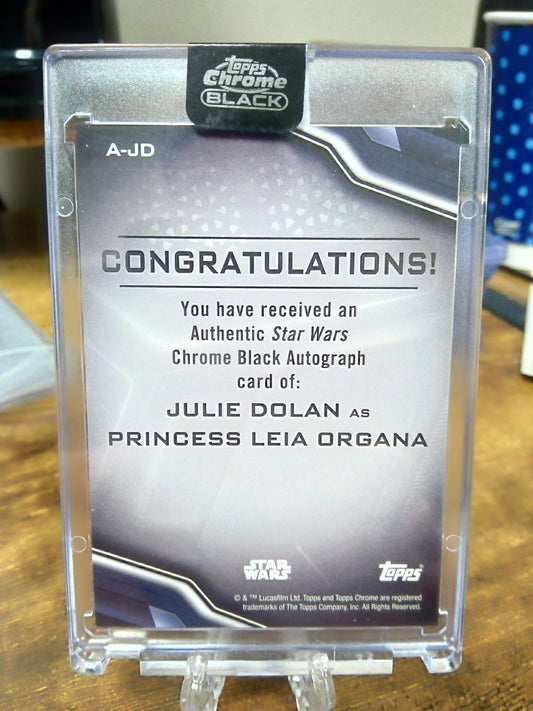 Topps
Chrome
BLACK
A-JD
CONGRATULATIONS!
You have received an
Authentic Star Wars
Chrome Black Autograph
card of:
JULIE DOLAN AS
PRINCESS LEIA ORGANA
STAR
WARS
Topps®
© & ™ Lucasfilm Ltd. Topps and Topps Chrome are registered
trademarks of The Topps Company, Inc. All Rights Reserved.